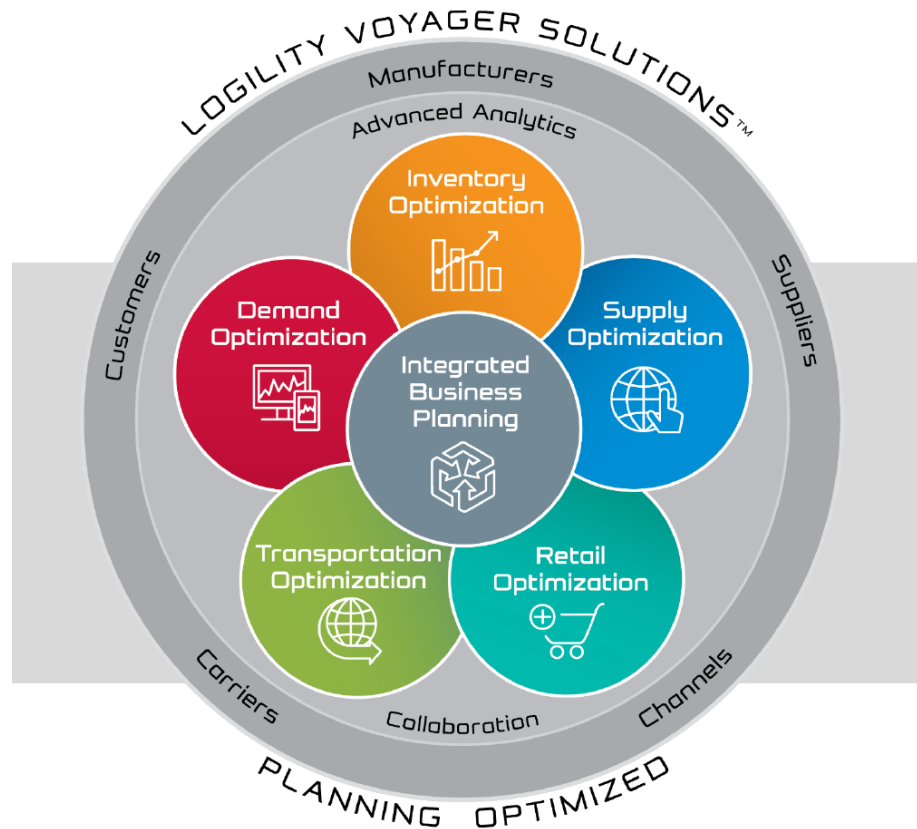 LOGILITY VOYAGER SOLUTIONS™
Manufacturers
Advanced Analytics
Inventory
Optimization
Customers
Suppliers
Demand
Optimization
Supply
Optimization
Integrated
Business
Planning
Transportation
Optimization
Retail
Optimization
Carriers
Channels
Collaboration
PLANNING OPTIMIZED